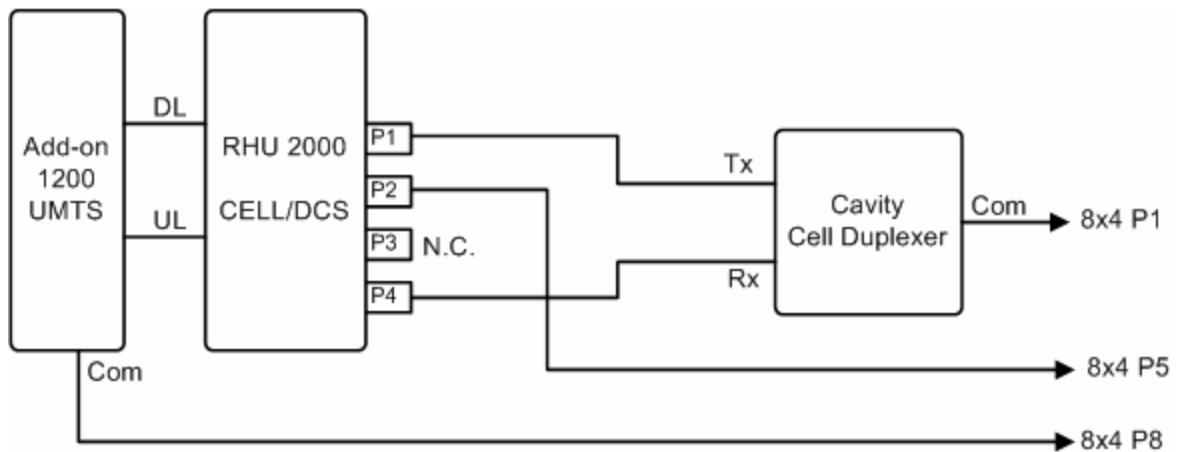 Add-on
1200
UMTS
DL
UL
RHU 2000
CELL/DCS
P1
P2
P3
P4
N.C.
Tx
Rx
Cavity
Cell Duplexer
Com
8x4 P1
8x4 P5
Com
8x4 P8